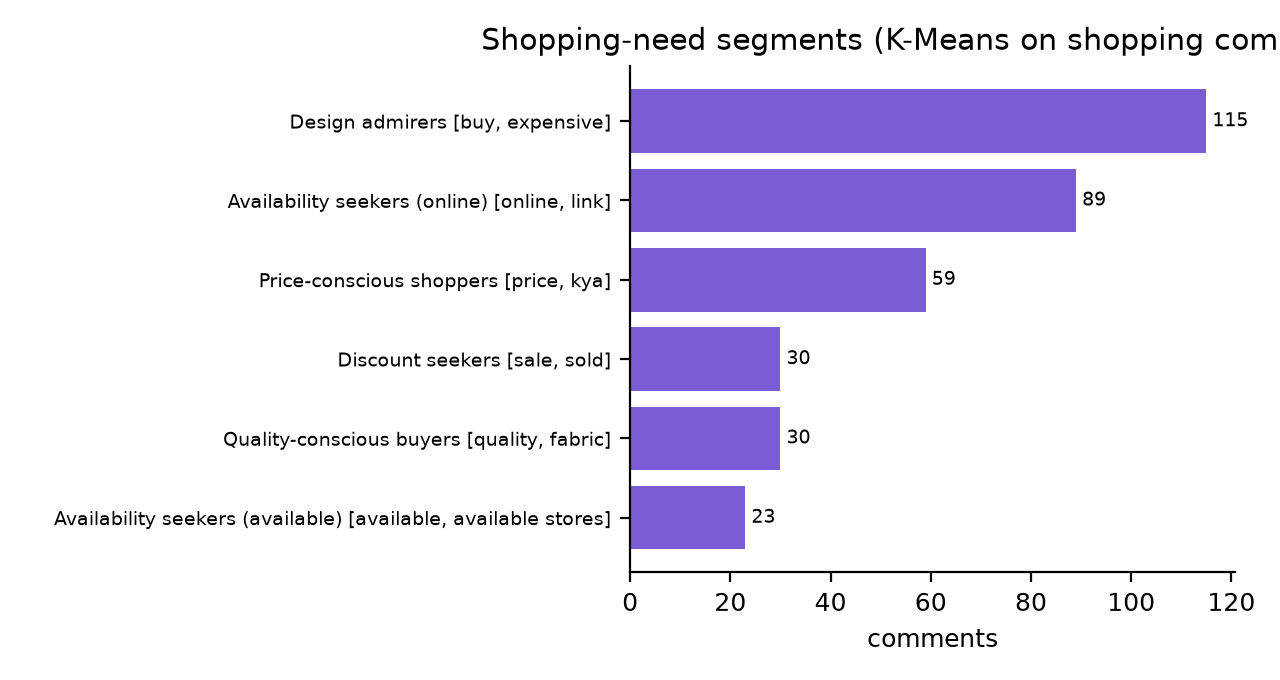 Shopping-need segments (K-Means on shopping com
Design admirers [buy, expensive]
115
Availability seekers (online) [online, link]
89
Price-conscious shoppers [price, kya]
59
Discount seekers [sale, sold]
30
Quality-conscious buyers [quality, fabric]
30
Availability seekers (available) [available, available stores]
23
0 20 40 60 80 100 120
comments